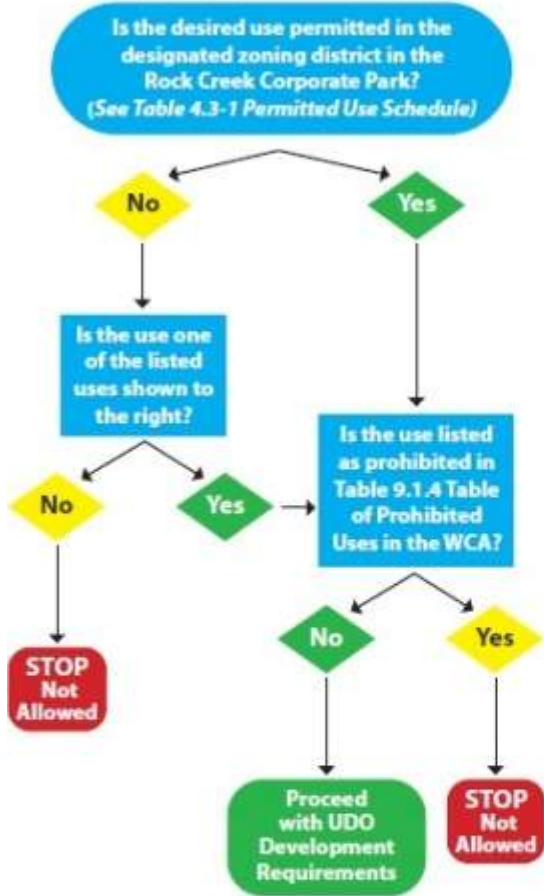 Is the desired use permitted in the
designated zoning district in the
Rock Creek Corporate Park?
(See Table 4.3-1 Permitted Use Schedule)
No
Yes
Is the use one
of the listed
uses shown to
the right?
Is the use listed
as prohibited in
Table 9.1.4 Table
of Prohibited
Uses in the WCA?
No
Yes
No
Yes
STOP
Not
Allowed
Proceed
with UDO
Development
Requirements
STOP
Not
Allowed